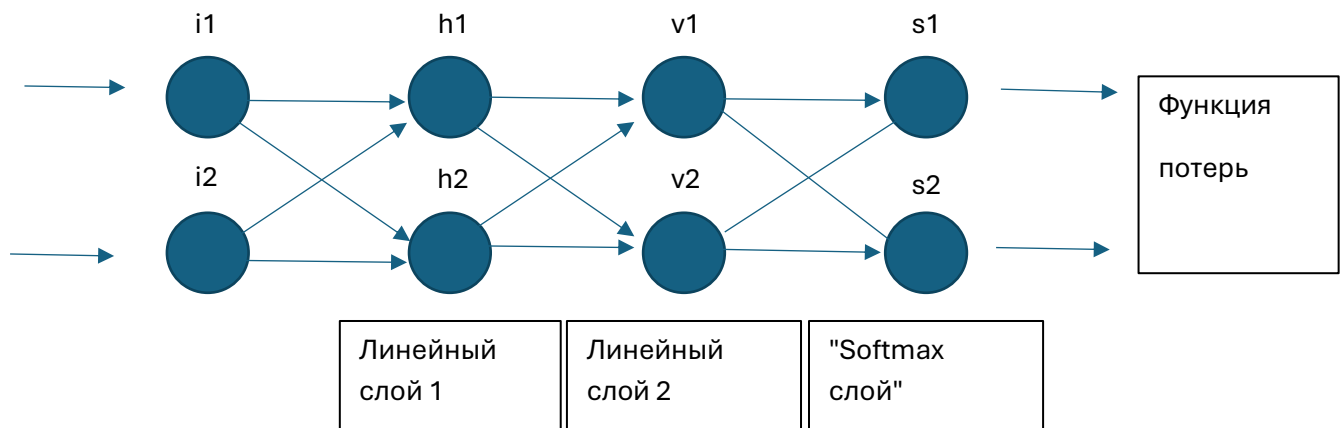 i1 h1 v1 s1
Функция
потерь
i2 h2 v2 s2
Линейный
слой 1
Линейный
слой 2
"Softmax
слой"